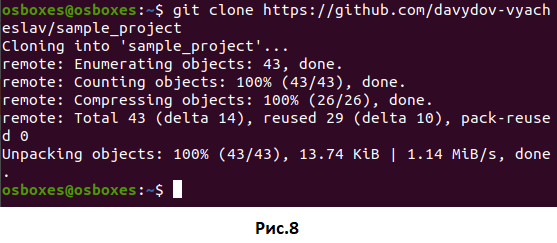 osboxes@osboxes:~$ git clone https://github.com/davydov-vyach
eslav/sample_project
Cloning into 'sample_project'...
remote: Enumerating objects: 43, done.
remote: Counting objects: 100% (43/43), done.
remote: Compressing objects: 100% (26/26), done.
remote: Total 43 (delta 14), reused 29 (delta 10), pack-reuse
d 0
Unpacking objects: 100% (43/43), 13.74 KiB | 1.14 MiB/s, done
.
osboxes@osboxes:~$
Рис.8